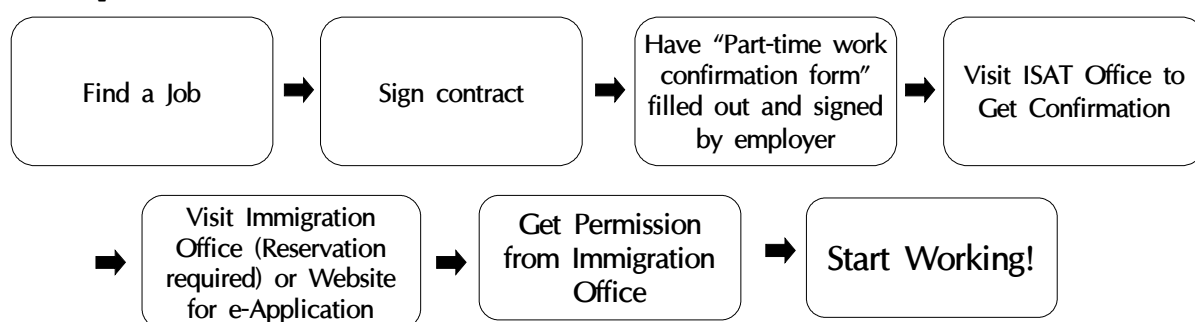 Find a Job
Sign contract
Have “Part-time work
confirmation form”
filled out and signed
by employer
Visit ISAT Office to
Get Confirmation
Visit Immigration
Office (Reservation
required) or Website
for e-Application
Get Permission
from Immigration
Office
Start Working!